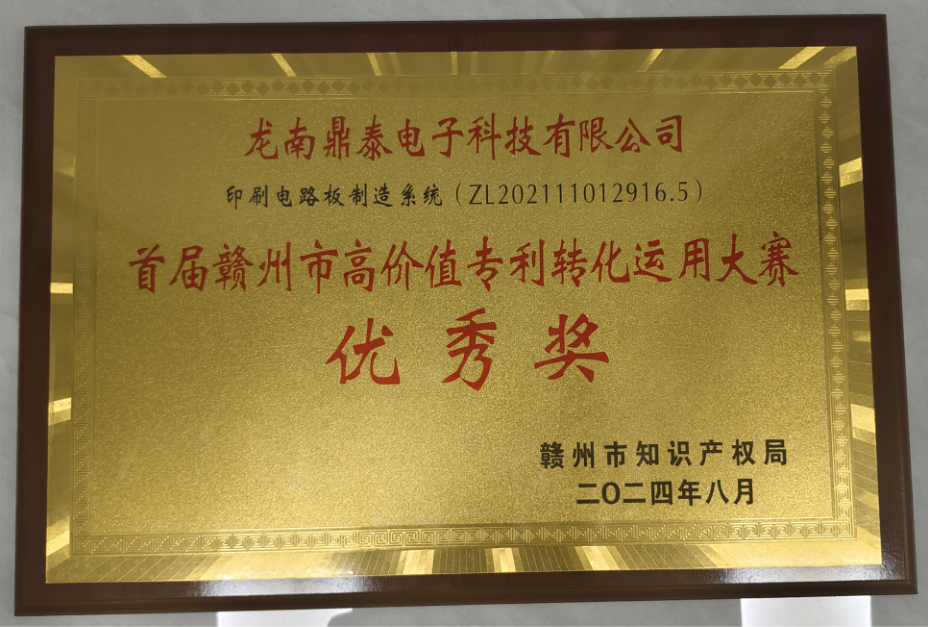 龙南鼎泰电子科技有限公司
印刷电路板制造系统（ZL202111012916.5）
首届赣州市高价值专利转化运用大赛
优秀奖
赣州市知识产权局
二〇二四年八月